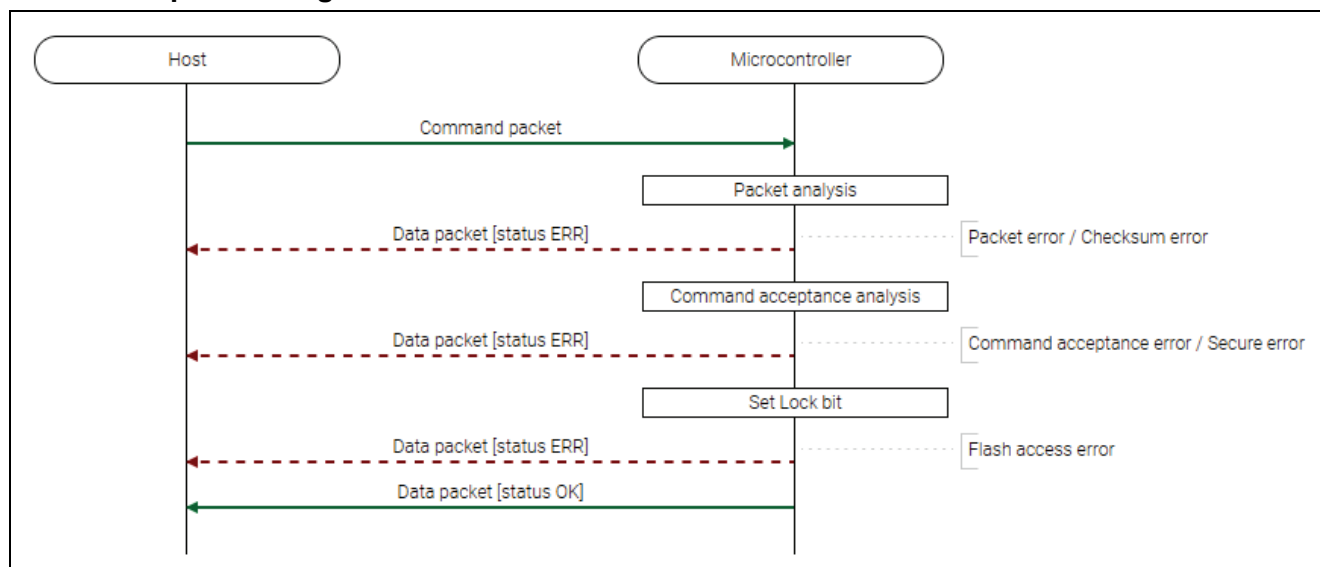 Host
Microcontroller
Command packet
Packet analysis
Data packet [status ERR]
Packet error / Checksum error
Command acceptance analysis
Data packet [status ERR]
Command acceptance error / Secure error
Set Lock bit
Data packet [status ERR]
Flash access error
Data packet [status OK]